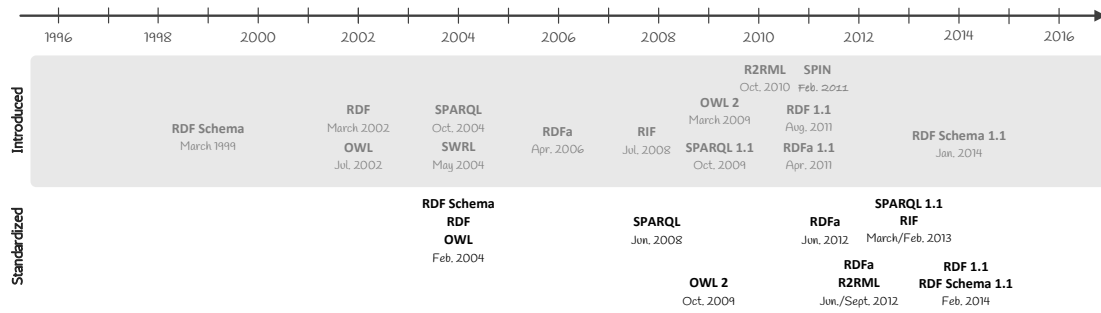 1996 1998 2000 2002 2004 2006 2008 2010 2012 2014 2016
Introduced
RDF Schema
March 1999
RDF
March 2002
OWL
Jul. 2002
SPARQL
Oct. 2004
SWRL
May 2004
RDFa
Apr. 2006
RIF
Jul. 2008
OWL 2
March 2009
SPARQL 1.1
Oct. 2009
R2RML
Oct. 2010
SPIN
Feb. 2011
RDF 1.1
Aug. 2011
RDFa 1.1
Apr. 2011
RDF Schema 1.1
Jan. 2014
Standardized
RDF Schema
RDF
OWL
Feb. 2004
SPARQL
Jun. 2008
OWL 2
Oct. 2009
RDFa
Jun. 2012
RDFa
R2RML
Jun./Sept. 2012
SPARQL 1.1
RIF
March/Feb. 2013
RDF 1.1
RDF Schema 1.1
Feb. 2014